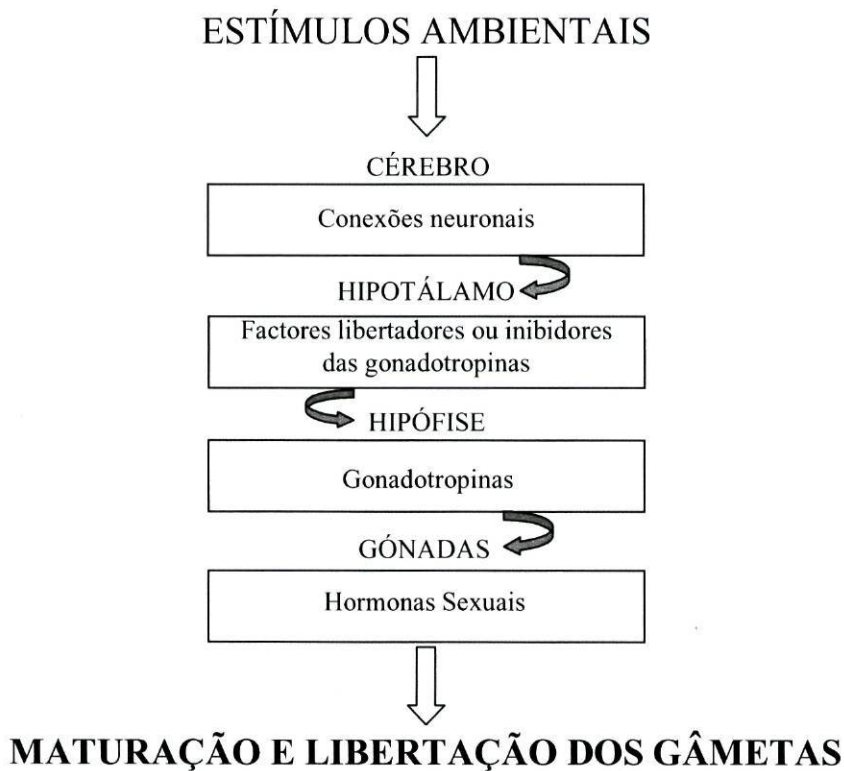 ESTÍMULOS AMBIENTAIS
CÉREBRO
Conexões neuronais
HIPOTÁLAMO
Factores libertadores ou inibidores
das gonadotropinas
HIPÓFISE
Gonadotropinas
GÓNADAS
Hormonas Sexuais
MATURAÇÃO E LIBERTAÇÃO DOS GÂMETAS